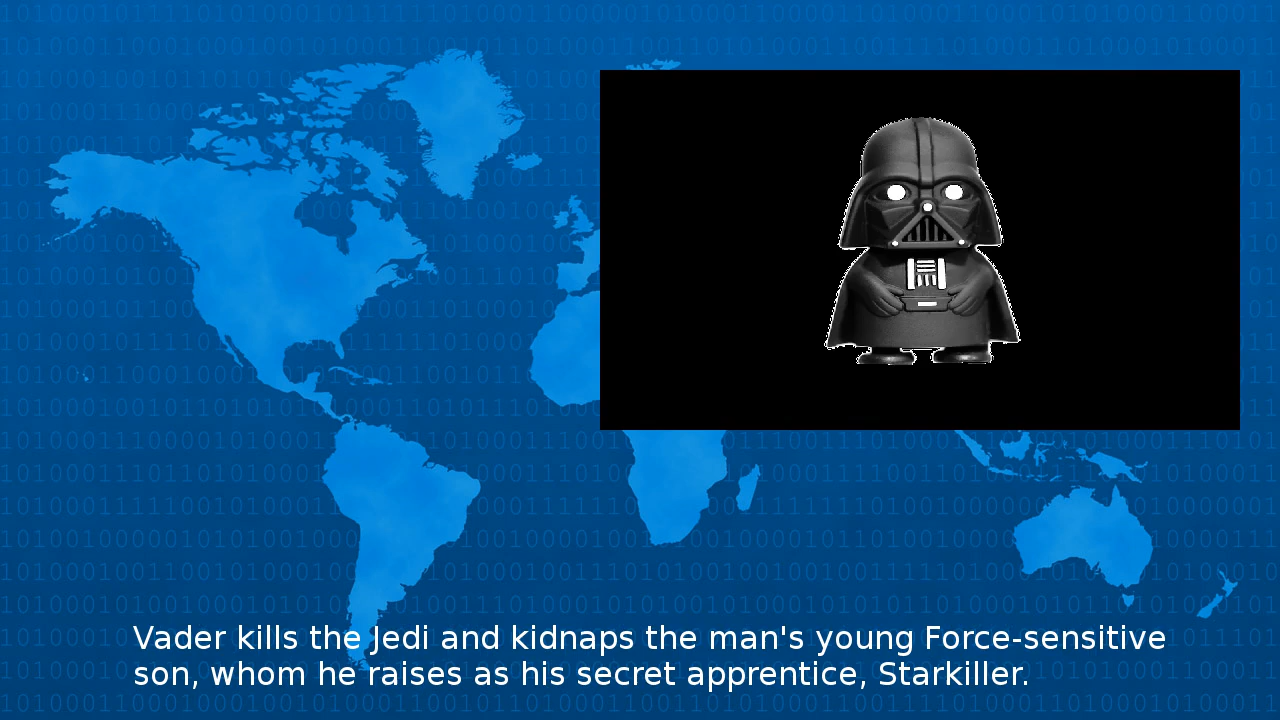 Vader kills the Jedi and kidnaps the man's young Force-sensitive
son, whom he raises as his secret apprentice, Starkiller.